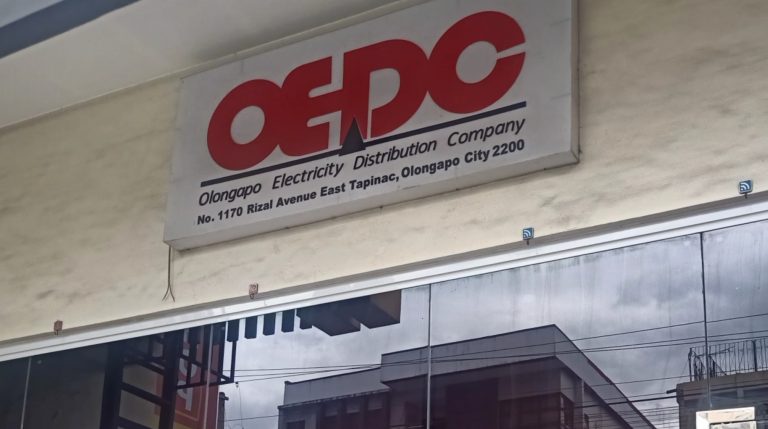 OEDC
Olongapo Electricity Distribution Company
No. 1170 Rizal Avenue East Tapinac, Olongapo City 2200